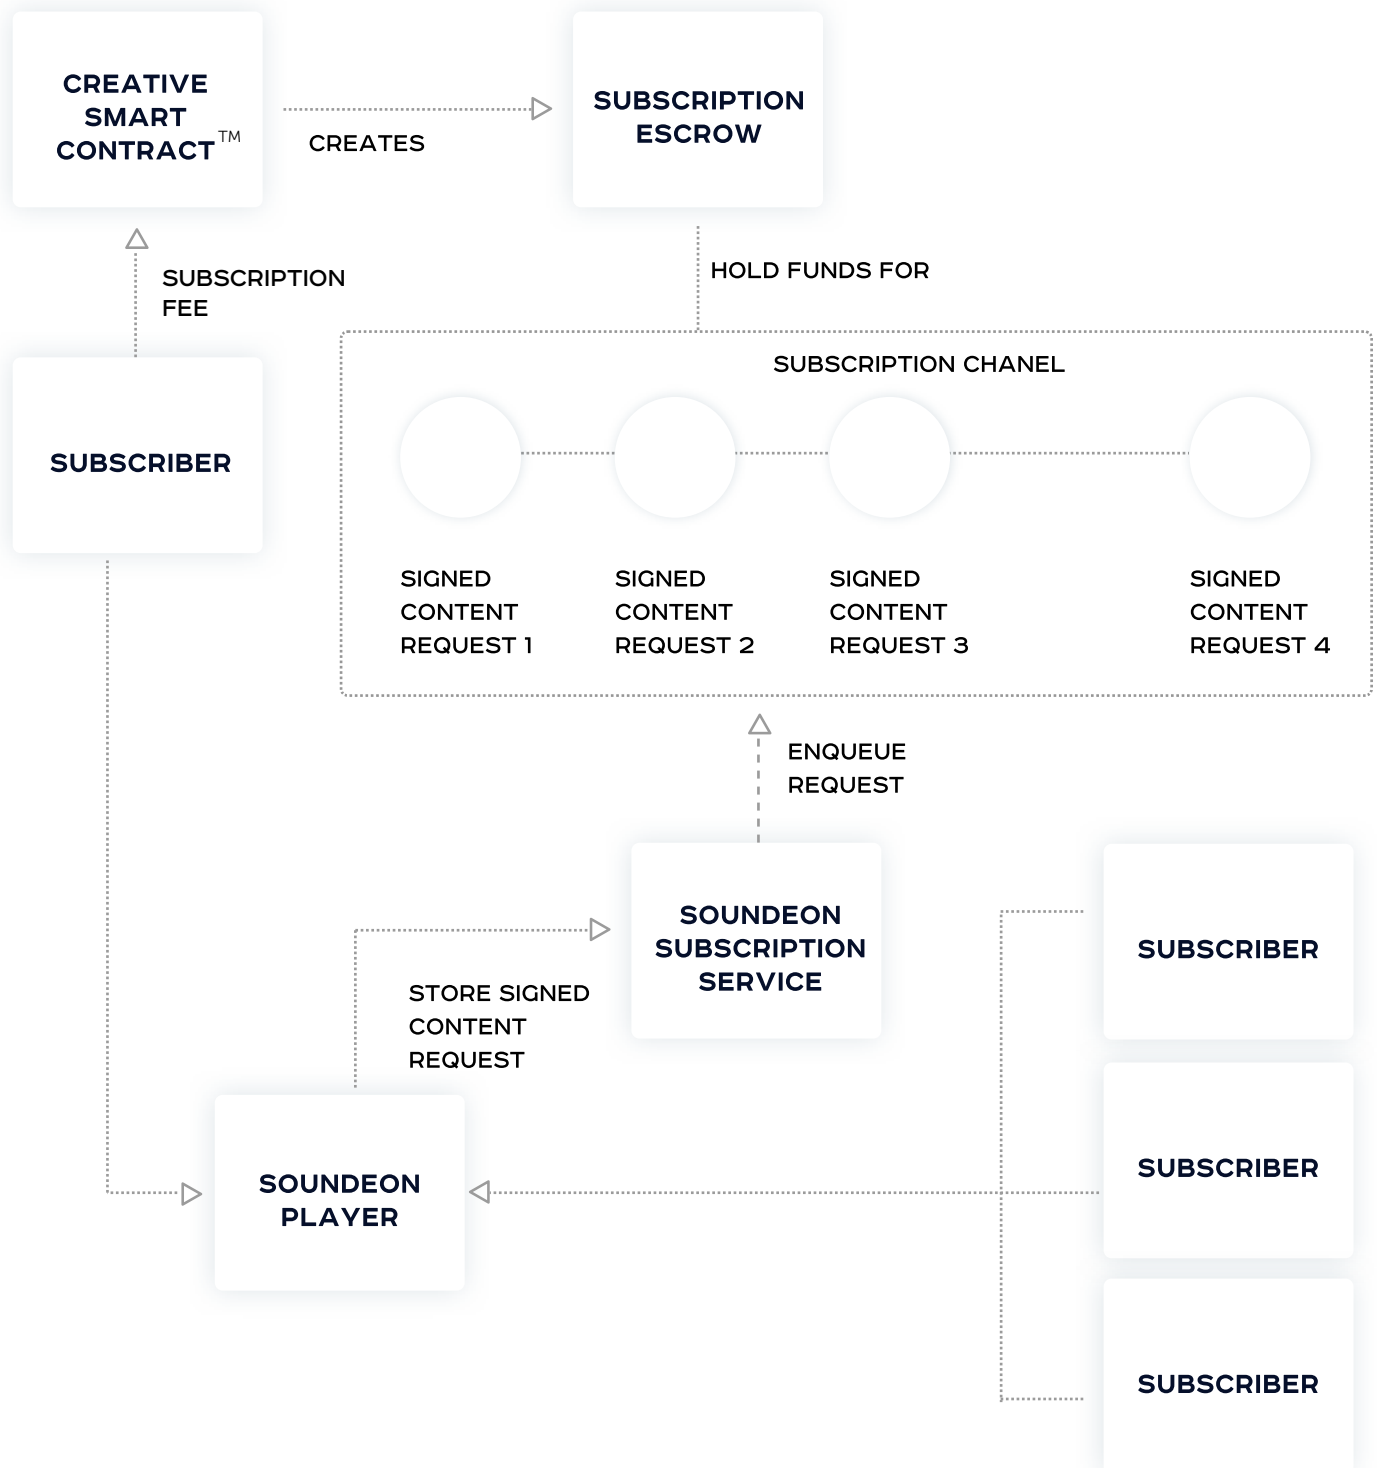 CREATIVE
SMART
CONTRACT™
CREATES
SUBSCRIPTION
ESCROW
SUBSCRIPTION
FEE
HOLD FUNDS FOR
SUBSCRIBER
SUBSCRIPTION CHANEL
SIGNED
CONTENT
REQUEST 1
SIGNED
CONTENT
REQUEST 2
SIGNED
CONTENT
REQUEST 3
SIGNED
CONTENT
REQUEST 4
ENQUEUE
REQUEST
SOUNDEON
SUBSCRIPTION
SERVICE
STORE SIGNED
CONTENT
REQUEST
SOUNDEON
PLAYER
SUBSCRIBER
SUBSCRIBER
SUBSCRIBER